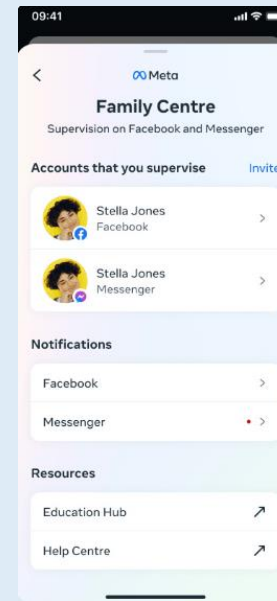 09:41
Meta
Family Centre
Supervision on Facebook and Messenger
Accounts that you supervise
Invite
Stella Jones
Facebook
Stella Jones
Messenger
Notifications
Facebook
Messenger
Resources
Education Hub
Help Centre